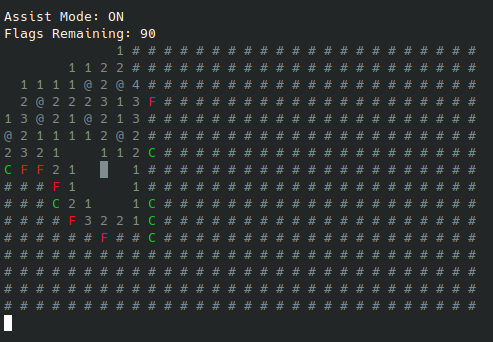 Assist Mode: ON
Flags Remaining: 90
              1 # # # # # # # # # # # # # # # # # # # # # #
        1 1 2 2 # # # # # # # # # # # # # # # # # # # # # #
  1 1 1 1 @ 2 @ 4 # # # # # # # # # # # # # # # # # # # # #
  2 @ 2 2 2 3 1 3 F # # # # # # # # # # # # # # # # # # # #
1 3 @ 2 1 @ 2 1 3 # # # # # # # # # # # # # # # # # # # # #
@ 2 1 1 1 1 2 @ 2 # # # # # # # # # # # # # # # # # # # # #
2 3 2 1     1 1 2 C # # # # # # # # # # # # # # # # # # # #
C F F 2 1       1 # # # # # # # # # # # # # # # # # # # # #
# # # F 1       1 # # # # # # # # # # # # # # # # # # # # #
# # # C 2 1     1 C # # # # # # # # # # # # # # # # # # # #
# # # # F 3 2 2 1 C # # # # # # # # # # # # # # # # # # # #
# # # # # # F # # C # # # # # # # # # # # # # # # # # # # #
# # # # # # # # # # # # # # # # # # # # # # # # # # # # # #
# # # # # # # # # # # # # # # # # # # # # # # # # # # # # #
# # # # # # # # # # # # # # # # # # # # # # # # # # # # # #
# # # # # # # # # # # # # # # # # # # # # # # # # # # # # #